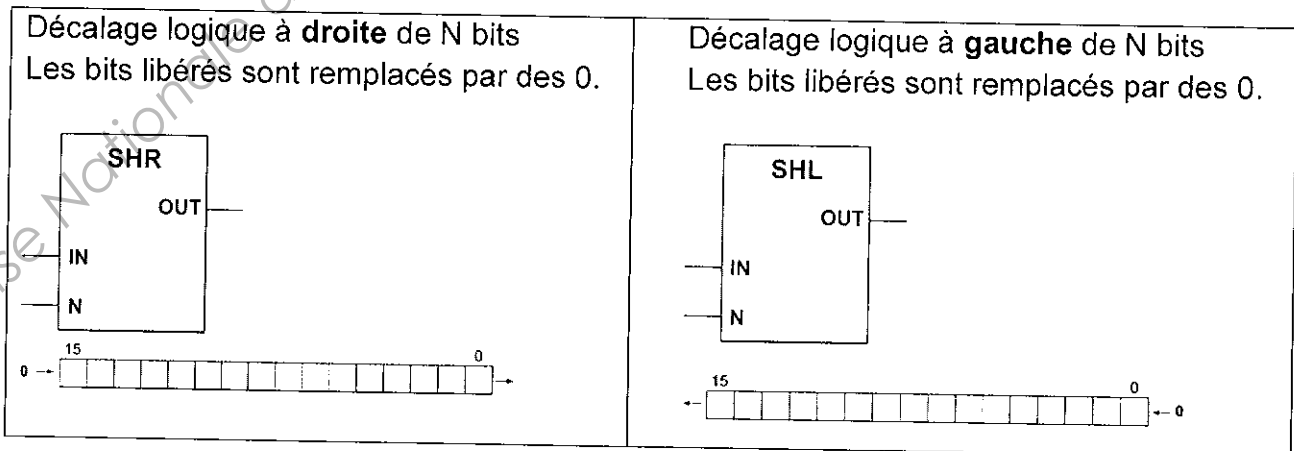 Décalage logique à droite de N bits
Les bits libérés sont remplacés par des 0.
SHR
OUT
IN
N
15
0
0
Décalage logique à gauche de N bits
Les bits libérés sont remplacés par des 0.
SHL
OUT
IN
N
15
0
0
Nationale